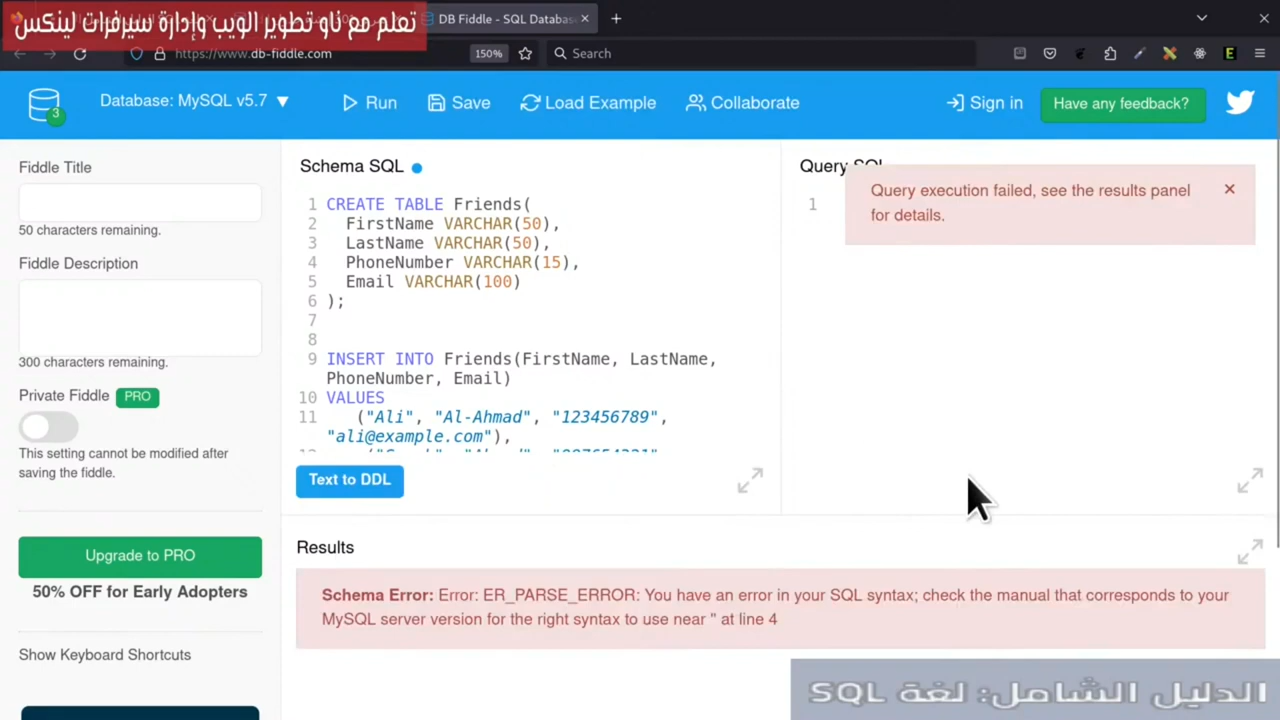 تعلم مع ناو تطوير الويب وإدارة سيرفرات لينكس
DB Fiddle - SQL Databas
https://www.db-fiddle.com
150%
Search
Database: MySQL v5.7 ▼
Run
Save
Load Example
Collaborate
Sign in
Have any feedback?
3
Fiddle Title
50 characters remaining.
Fiddle Description
300 characters remaining.
Private Fiddle PRO
This setting cannot be modified after
saving the fiddle.
Upgrade to PRO
50% OFF for Early Adopters
Show Keyboard Shortcuts
Schema SQL
1 CREATE TABLE Friends(
2 FirstName VARCHAR(50),
3 LastName VARCHAR(50),
4 PhoneNumber VARCHAR(15),
5 Email VARCHAR(100)
6 );
7
8
9 INSERT INTO Friends(FirstName, LastName,
PhoneNumber, Email)
10 VALUES
11 ("Ali", "Al-Ahmad", "123456789",
"ali@example.com"),
Text to DDL
Query SQL
1
Query execution failed, see the results panel
for details.
Results
Schema Error: Error: ER_PARSE_ERROR: You have an error in your SQL syntax; check the manual that corresponds to your
MySQL server version for the right syntax to use near '' at line 4
الدليل الشامل: لغة SQL